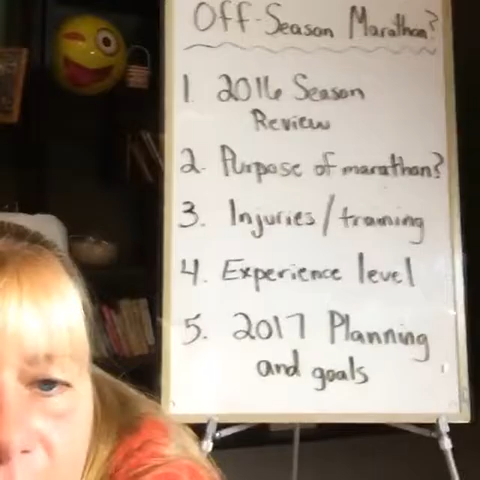 Off-Season Marathon?
1 2016 Season
Review
2. Purpose of marathon?
3. Injuries/training
4. Experience level
5. 2017 Planning
and goals